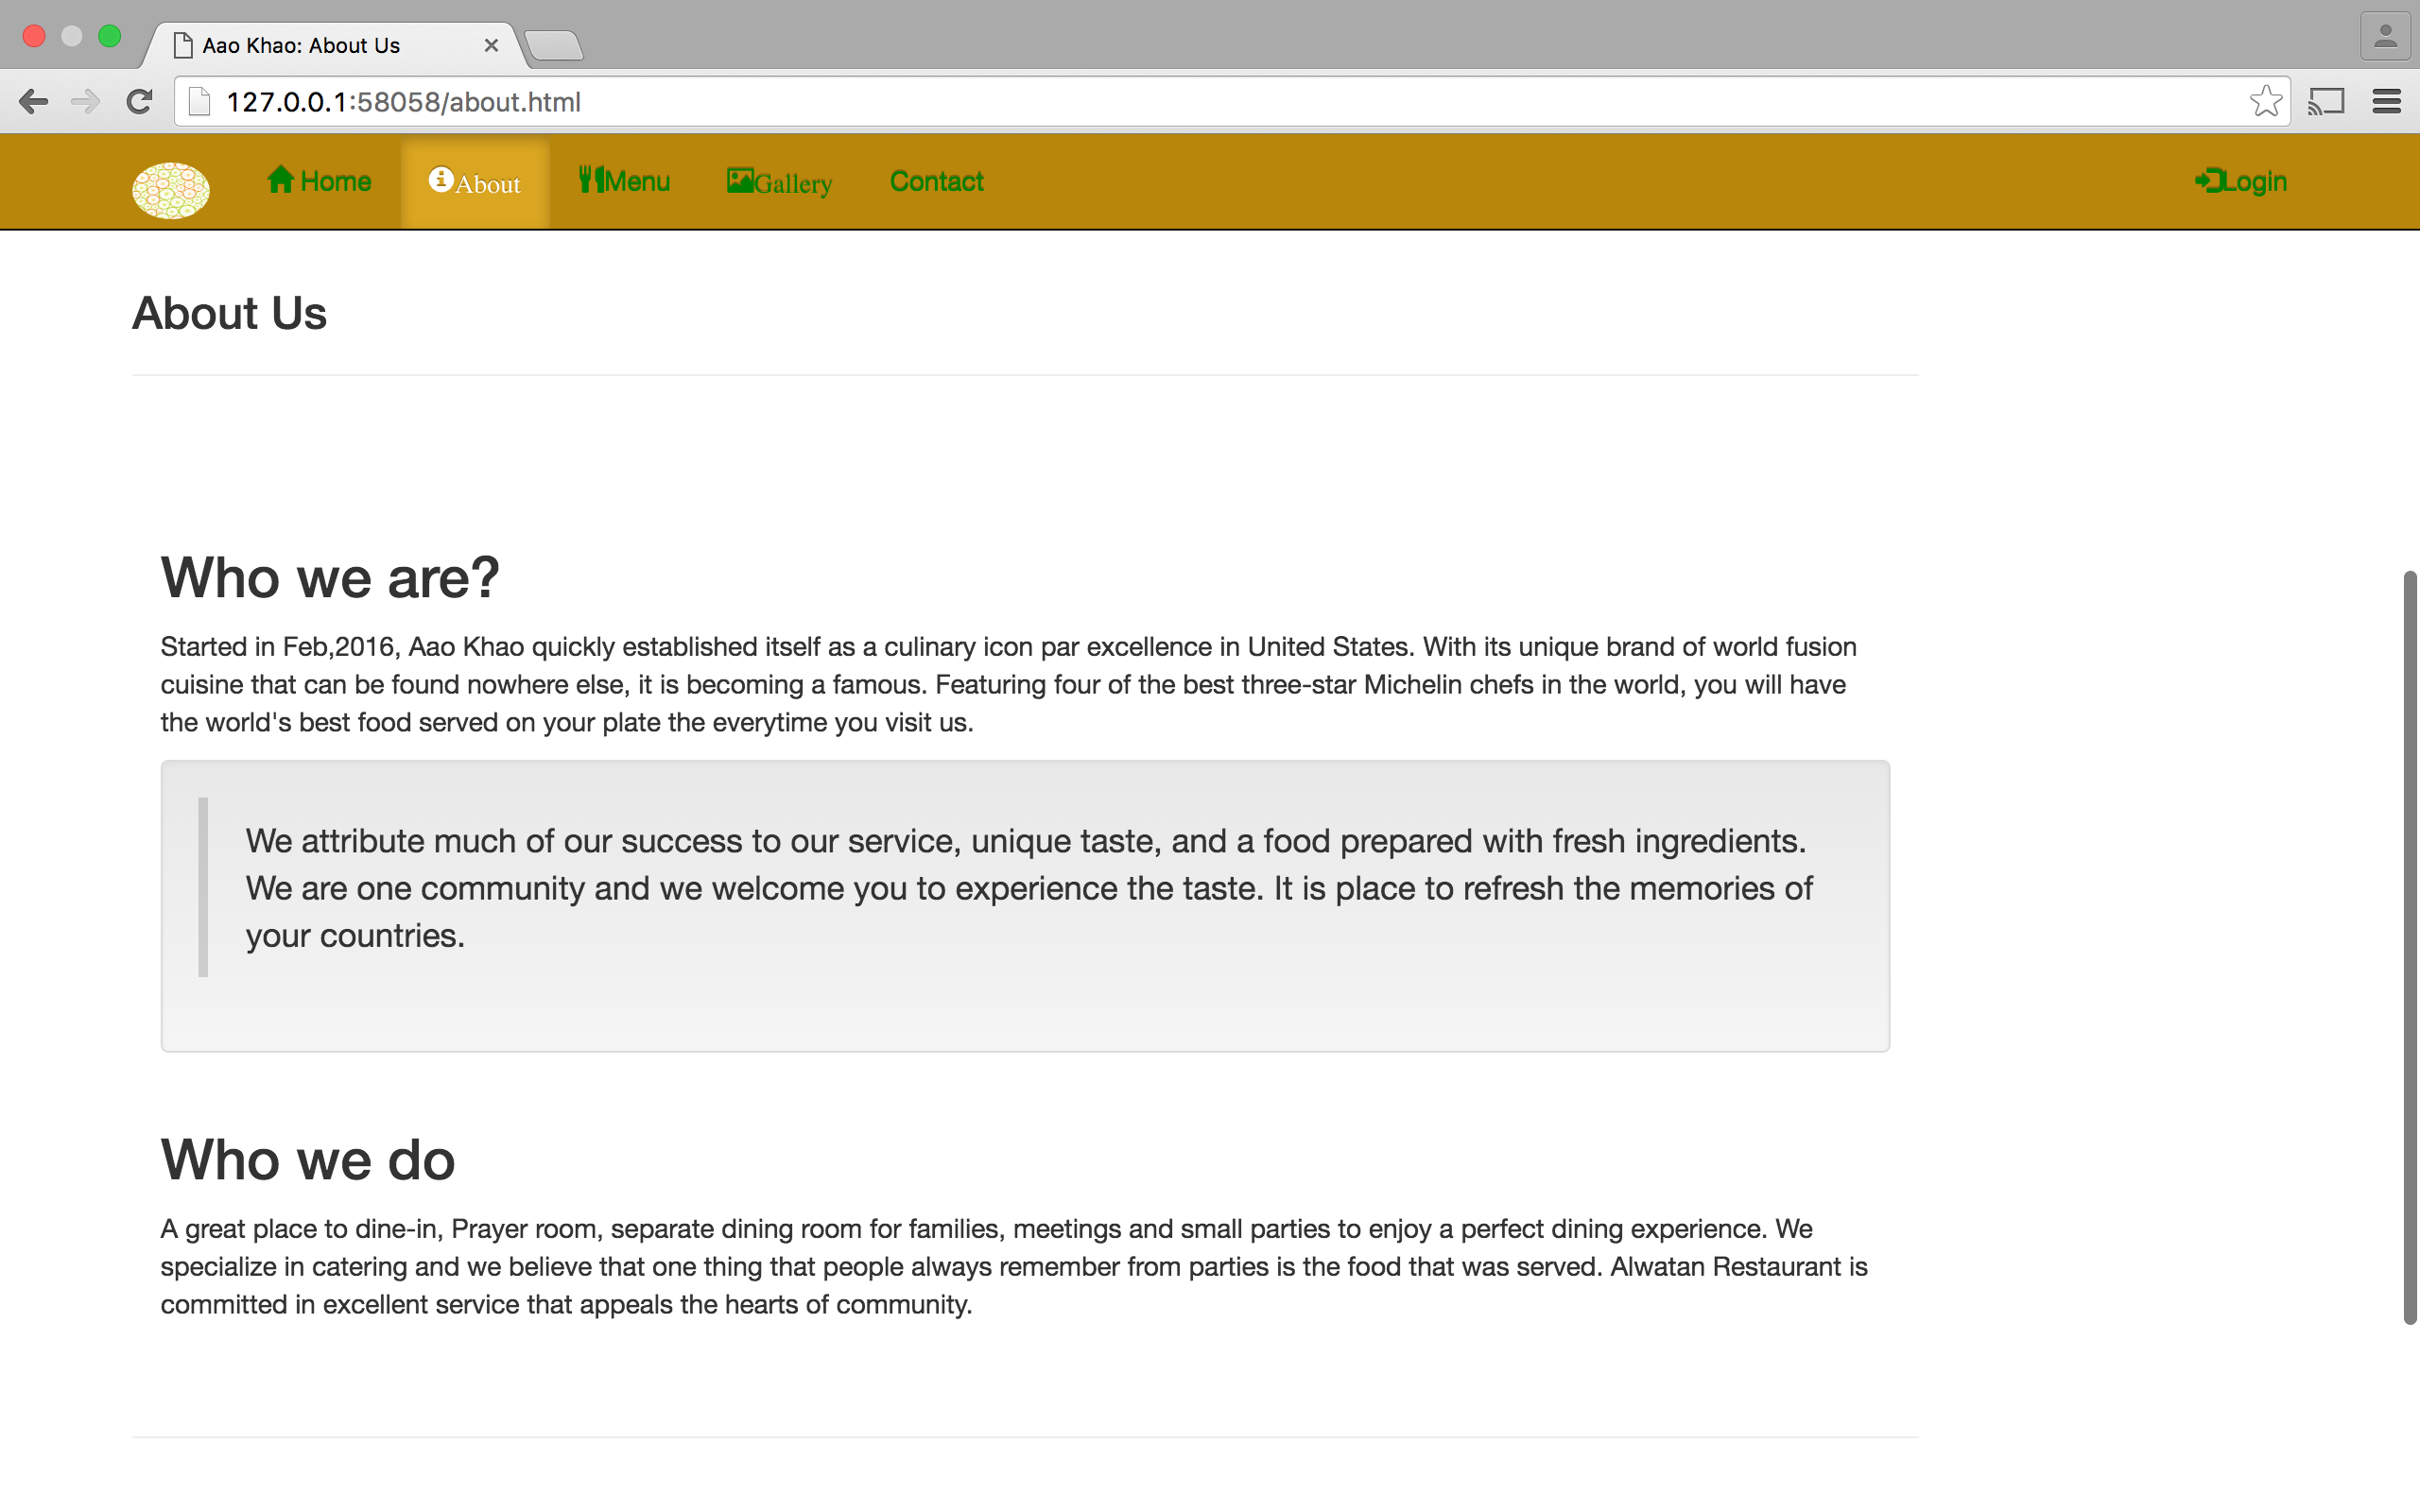 Aao Khao: About Us
127.0.0.1:58058/about.html
Home About Menu Gallery Contact Login
About Us
Who we are?
Started in Feb,2016, Aao Khao quickly established itself as a culinary icon par excellence in United States. With its unique brand of world fusion
cuisine that can be found nowhere else, it is becoming a famous. Featuring four of the best three-star Michelin chefs in the world, you will have
the world's best food served on your plate the everytime you visit us.
We attribute much of our success to our service, unique taste, and a food prepared with fresh ingredients.
We are one community and we welcome you to experience the taste. It is place to refresh the memories of
your countries.
Who we do
A great place to dine-in, Prayer room, separate dining room for families, meetings and small parties to enjoy a perfect dining experience. We
specialize in catering and we believe that one thing that people always remember from parties is the food that was served. Alwatan Restaurant is
committed in excellent service that appeals the hearts of community.